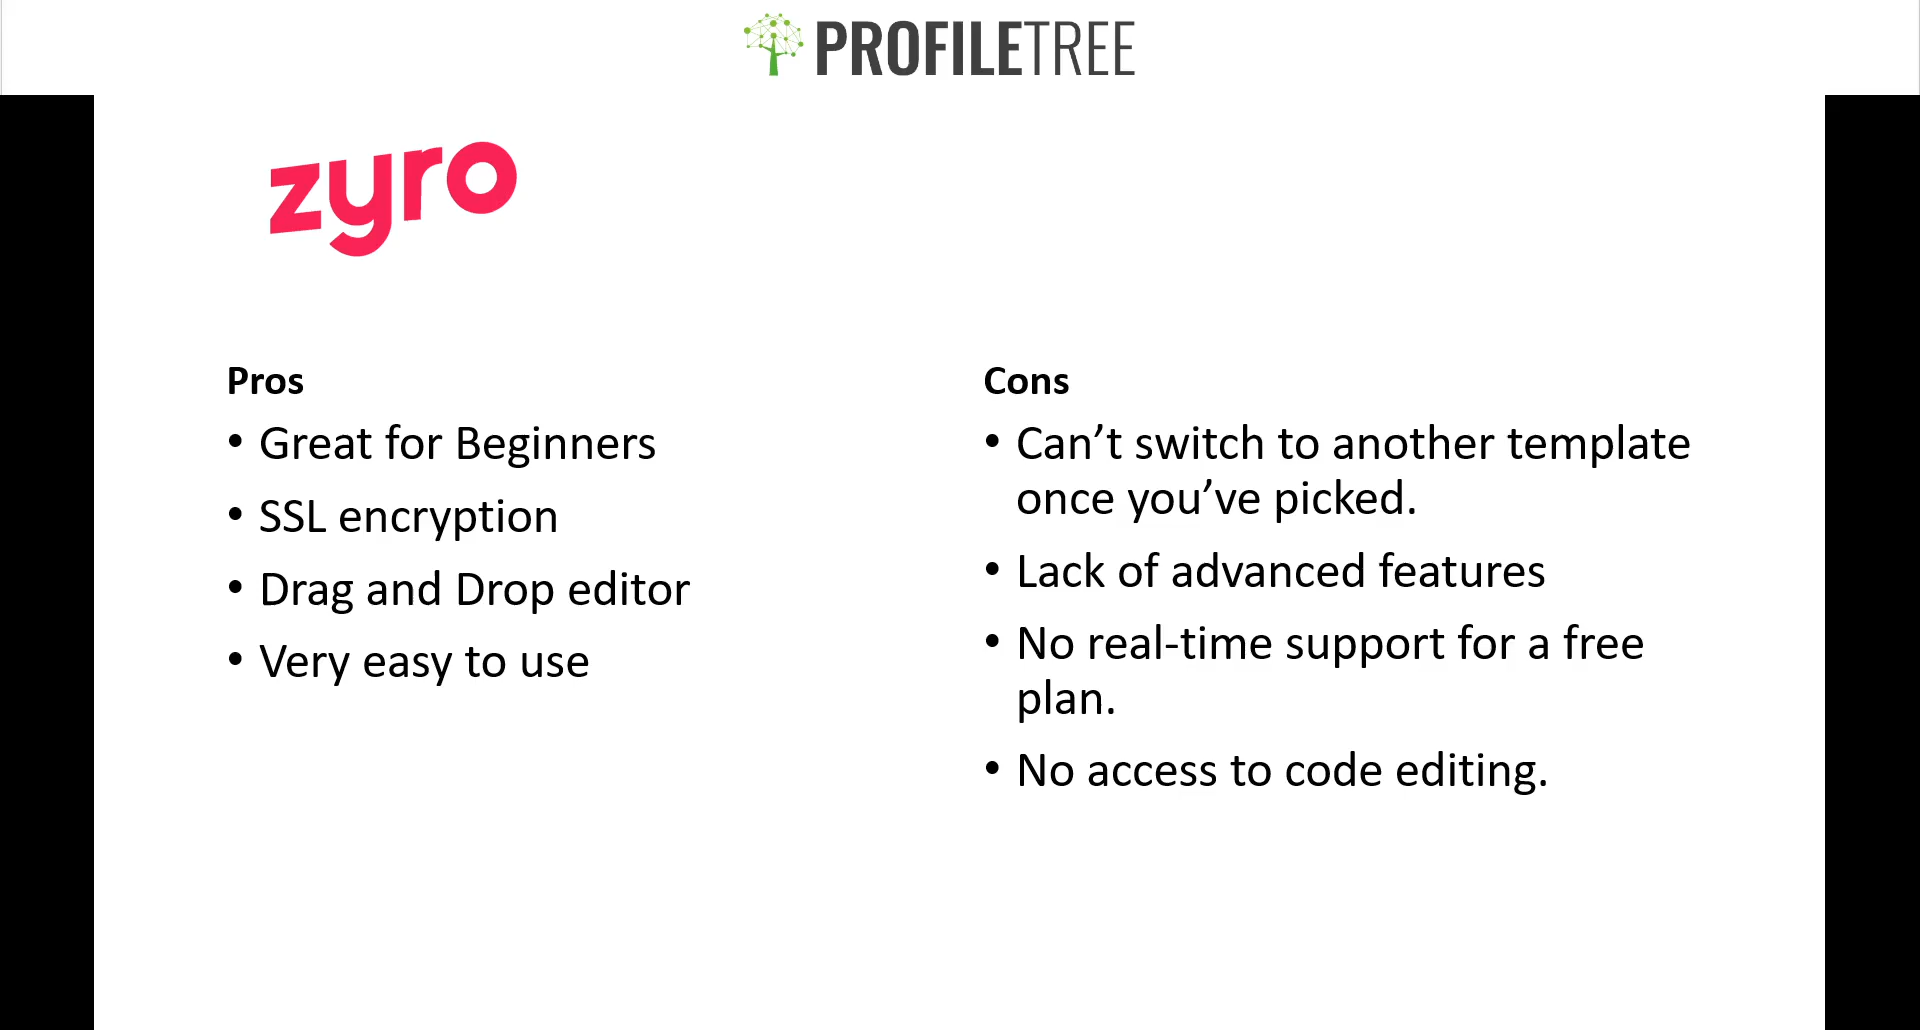 PROFILETREE
zyro
Pros
• Great for Beginners
• SSL encryption
• Drag and Drop editor
• Very easy to use
Cons
• Can’t switch to another template
once you’ve picked.
• Lack of advanced features
• No real-time support for a free
plan.
• No access to code editing.